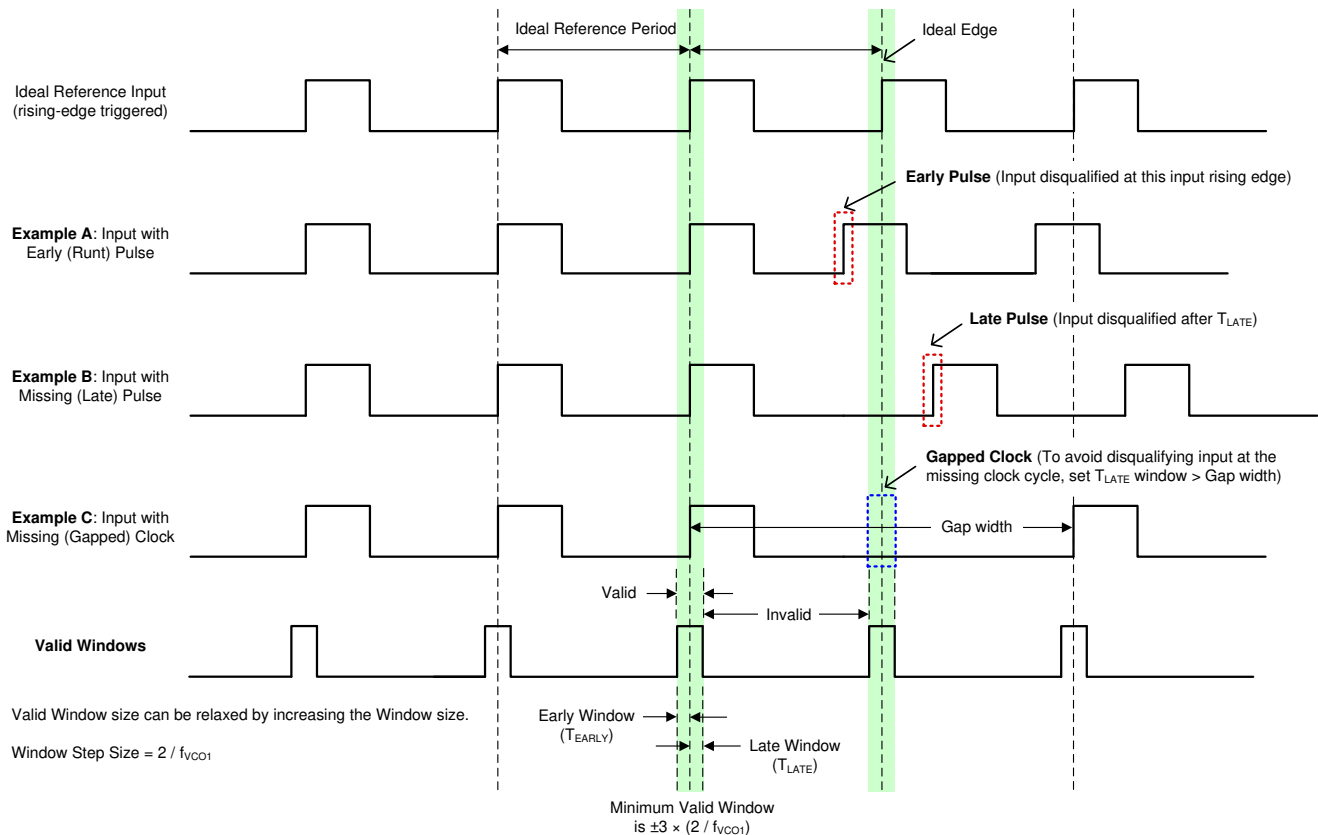 Ideal Reference Period
Ideal Edge
Ideal Reference Input
(rising-edge triggered)
Early Pulse (Input disqualified at this input rising edge)
Example A: Input with
Early (Runt) Pulse
Late Pulse (Input disqualified after TLATE)
Example B: Input with
Missing (Late) Pulse
Gapped Clock (To avoid disqualifying input at the
missing clock cycle, set TLATE window > Gap width)
Example C: Input with
Missing (Gapped) Clock
Gap width
Valid
Invalid
Valid Windows
Valid Window size can be relaxed by increasing the Window size.
Window Step Size = 2 / fVCO1
Early Window
(TEARLY)
Late Window
(TLATE)
Minimum Valid Window
is ±3 × (2 / fVCO1)